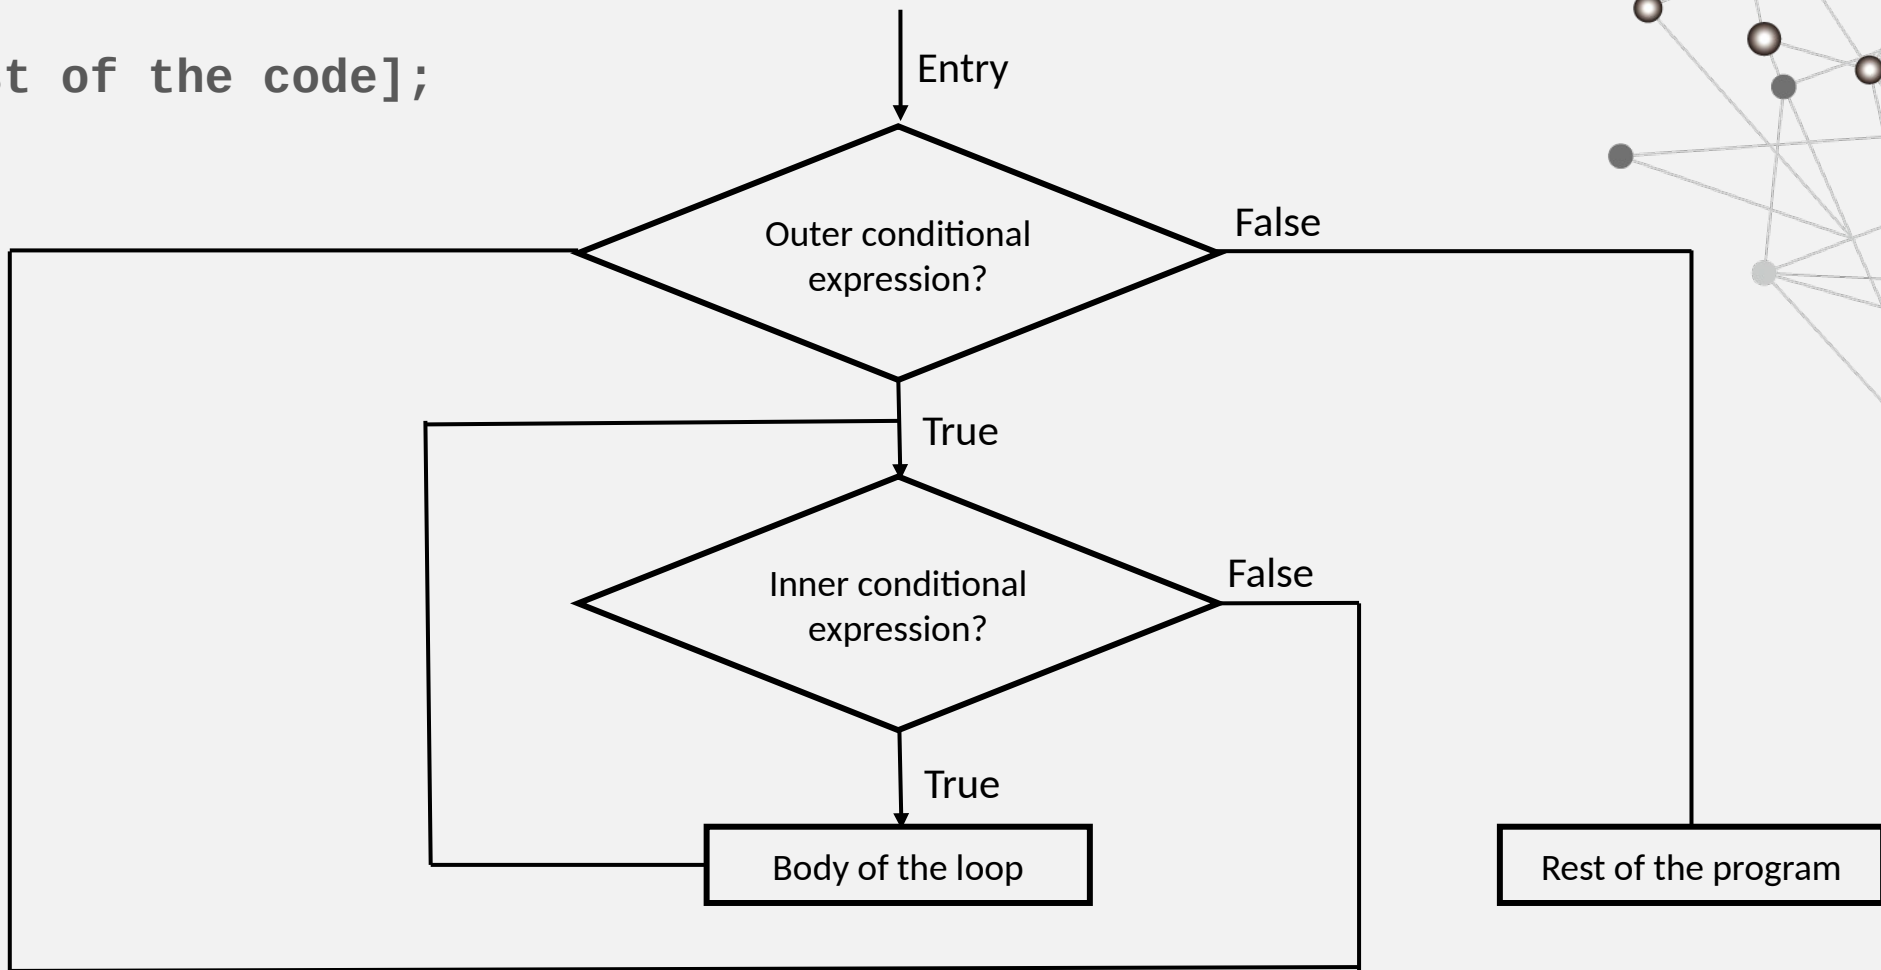 of the code];
Entry
Outer conditional
expression?
False
True
Inner conditional
expression?
False
True
Body of the loop
Rest of the program